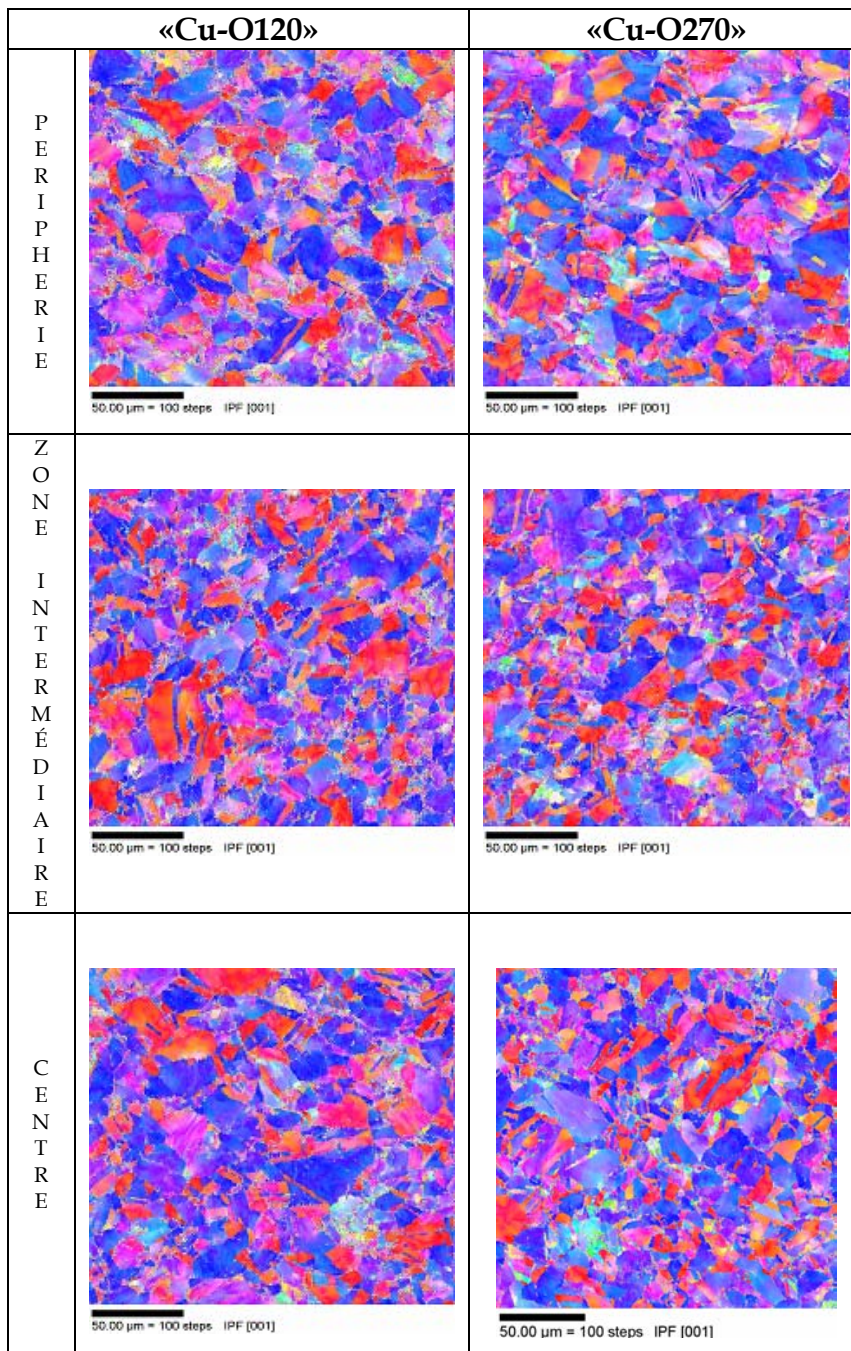 «Cu-O120» «Cu-O270»
P
E
R
I
P
H
E
R
I
E
50.00 µm = 100 steps IPF [001]
50.00 µm = 100 steps IPF [001]
Z
O
N
E
I
N
T
E
R
M
É
D
I
A
I
R
E
50.00 µm = 100 steps IPF [001]
50.00 µm = 100 steps IPF [001]
C
E
N
T
R
E
50.00 µm = 100 steps IPF [001]
50.00 µm = 100 steps IPF [001]